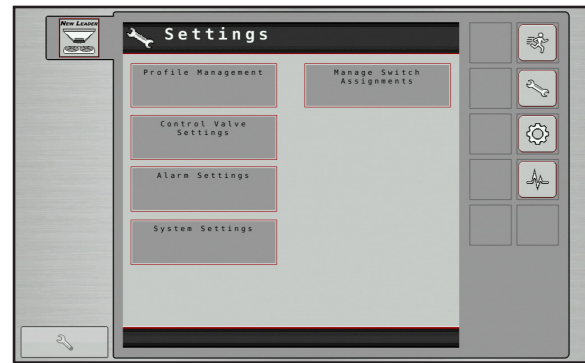 New Leader
Settings
Profile Management
Manage Switch
Assignments
Control Valve
Settings
Alarm Settings
System Settings